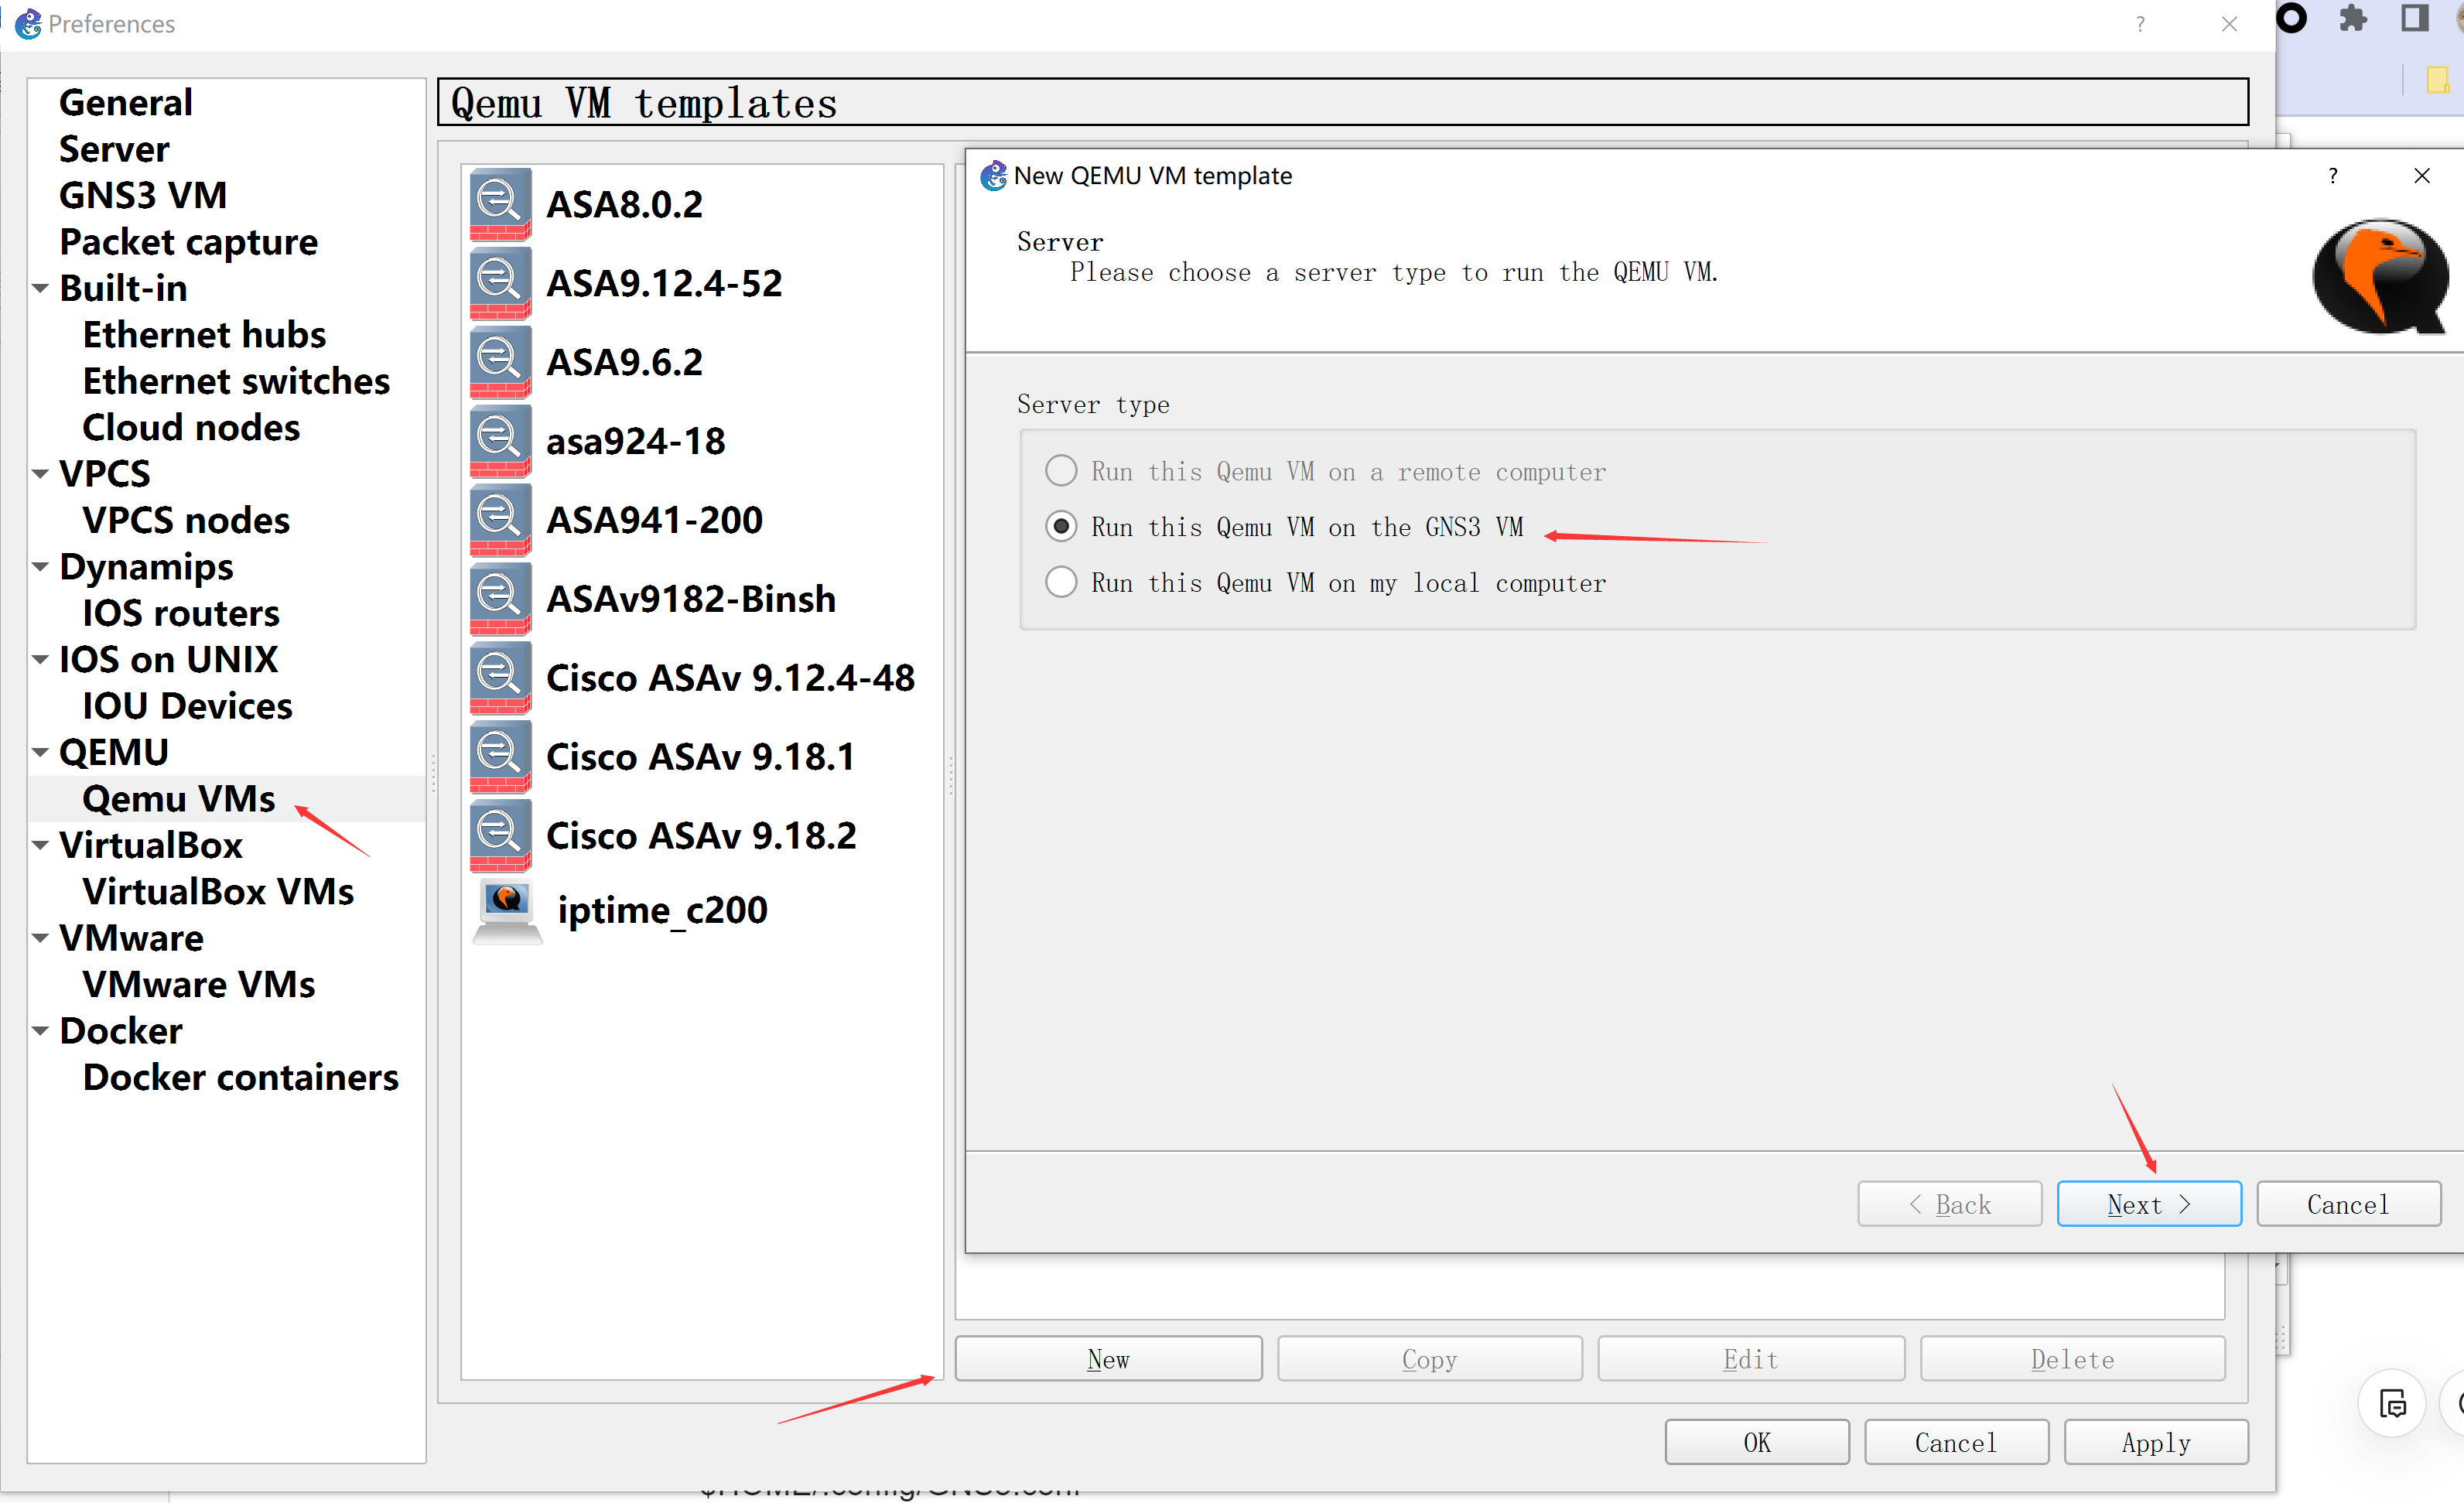 Preferences
?
General
Server
GNS3 VM
Packet capture
Built-in
Ethernet hubs
Ethernet switches
Cloud nodes
VPCS
VPCS nodes
Dynamips
IOS routers
IOS on UNIX
IOU Devices
QEMU
Qemu VMs
VirtualBox
VirtualBox VMs
VMware
VMware VMs
Docker
Docker containers
Qemu VM templates
ASA8.0.2
ASA9.12.4-52
ASA9.6.2
asa924-18
ASA941-200
ASAv9182-Binsh
Cisco ASAv 9.12.4-48
Cisco ASAv 9.18.1
Cisco ASAv 9.18.2
iptime_c200
New QEMU VM template
?
Server
Please choose a server type to run the QEMU VM.
Server type
Run this Qemu VM on a remote computer
Run this Qemu VM on the GNS3 VM
Run this Qemu VM on my local computer
< Back
Next >
Cancel
New
Copy
Edit
Delete
OK
Cancel
Apply